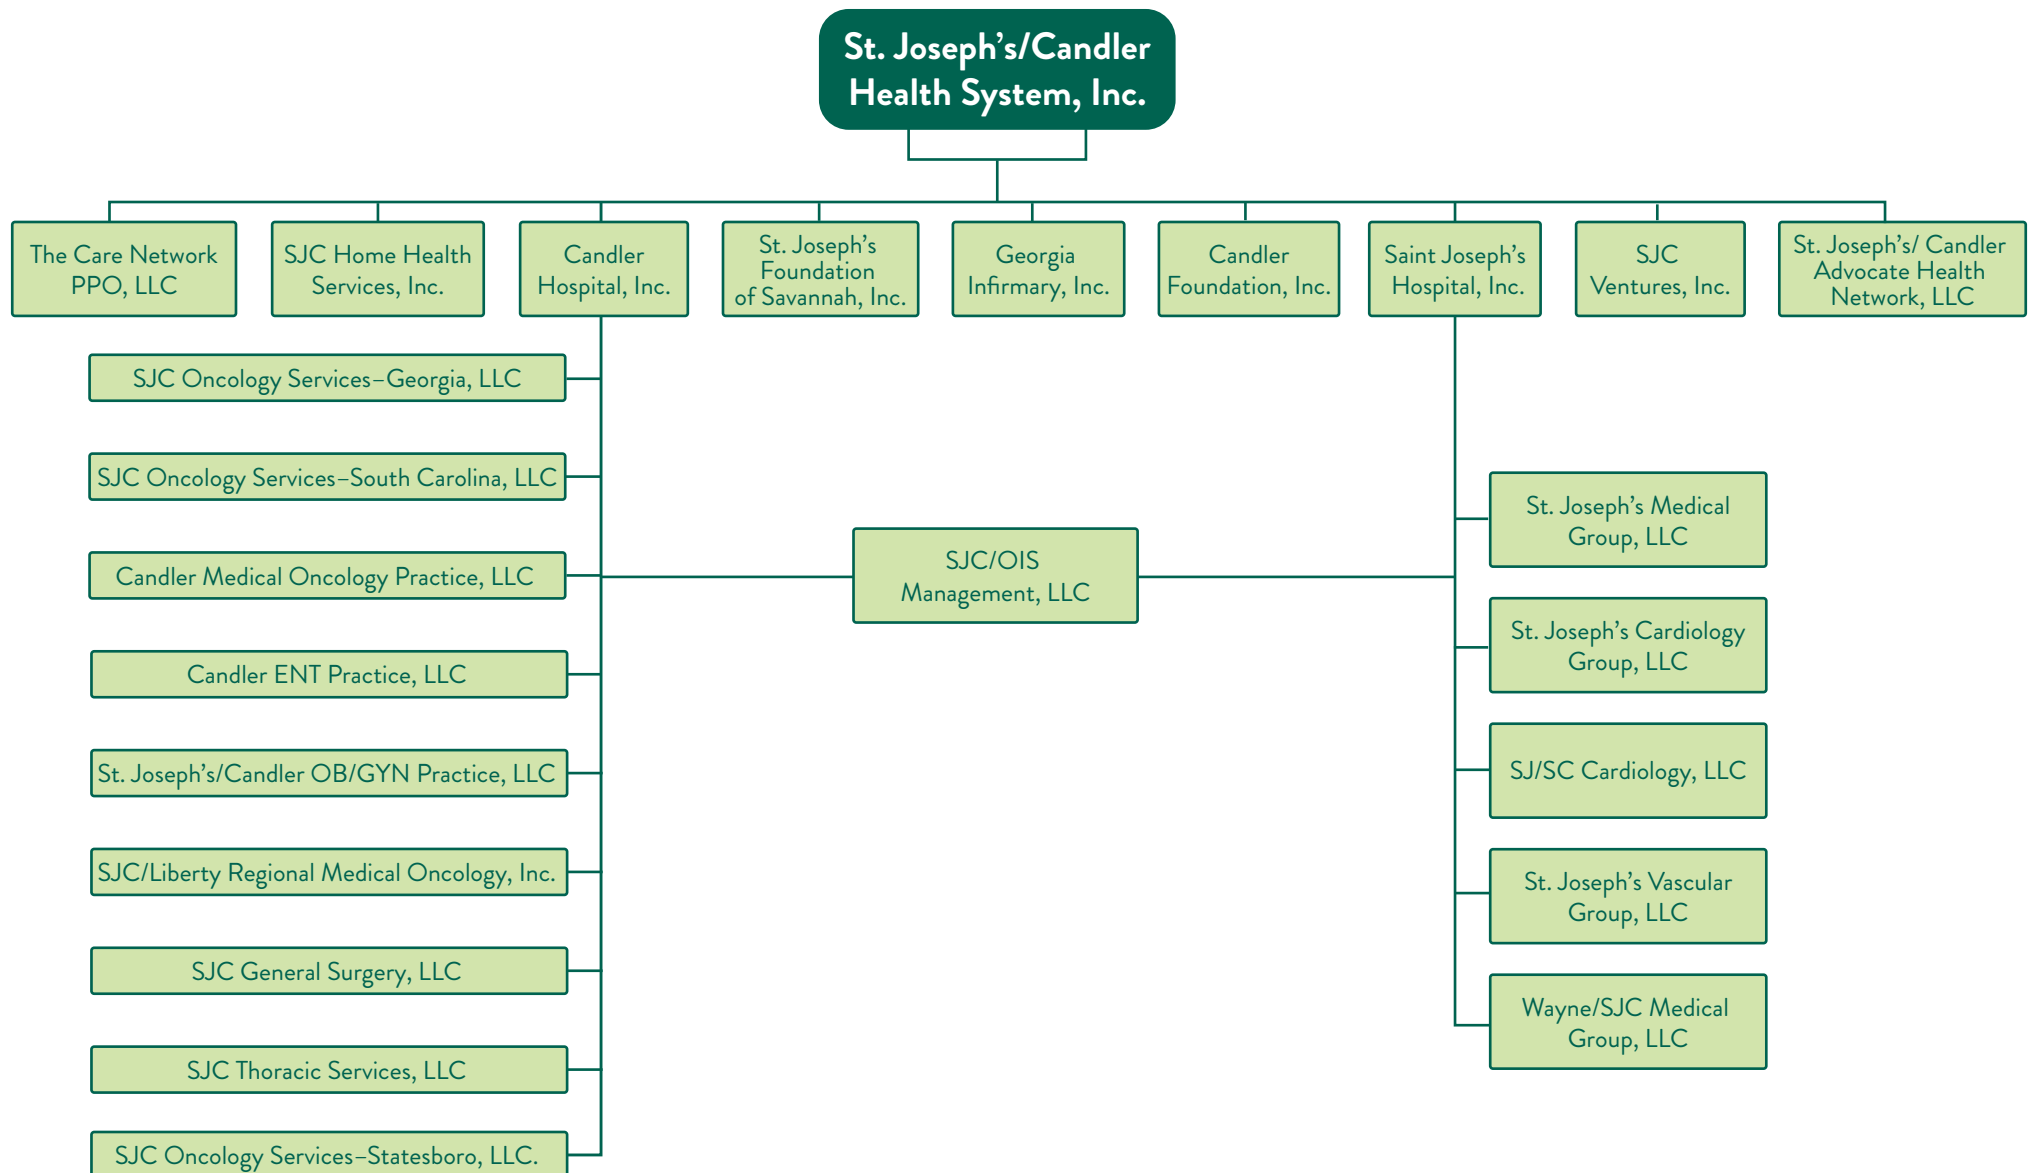 St. Joseph’s/Candler
Health System, Inc.
The Care Network
PPO, LLC
SJC Home Health
Services, Inc.
Candler
Hospital, Inc.
St. Joseph’s
Foundation
of Savannah, Inc.
Georgia
Infirmary, Inc.
Candler
Foundation, Inc.
Saint Joseph’s
Hospital, Inc.
SJC
Ventures, Inc.
St. Joseph’s/ Candler
Advocate Health
Network, LLC
SJC Oncology Services–Georgia, LLC
SJC Oncology Services–South Carolina, LLC
Candler Medical Oncology Practice, LLC
Candler ENT Practice, LLC
St. Joseph’s/Candler OB/GYN Practice, LLC
SJC/Liberty Regional Medical Oncology, Inc.
SJC General Surgery, LLC
SJC Thoracic Services, LLC
SJC Oncology Services–Statesboro, LLC.
SJC/OIS
Management, LLC
St. Joseph’s Medical
Group, LLC
St. Joseph’s Cardiology
Group, LLC
SJ/SC Cardiology, LLC
St. Joseph’s Vascular
Group, LLC
Wayne/SJC Medical
Group, LLC